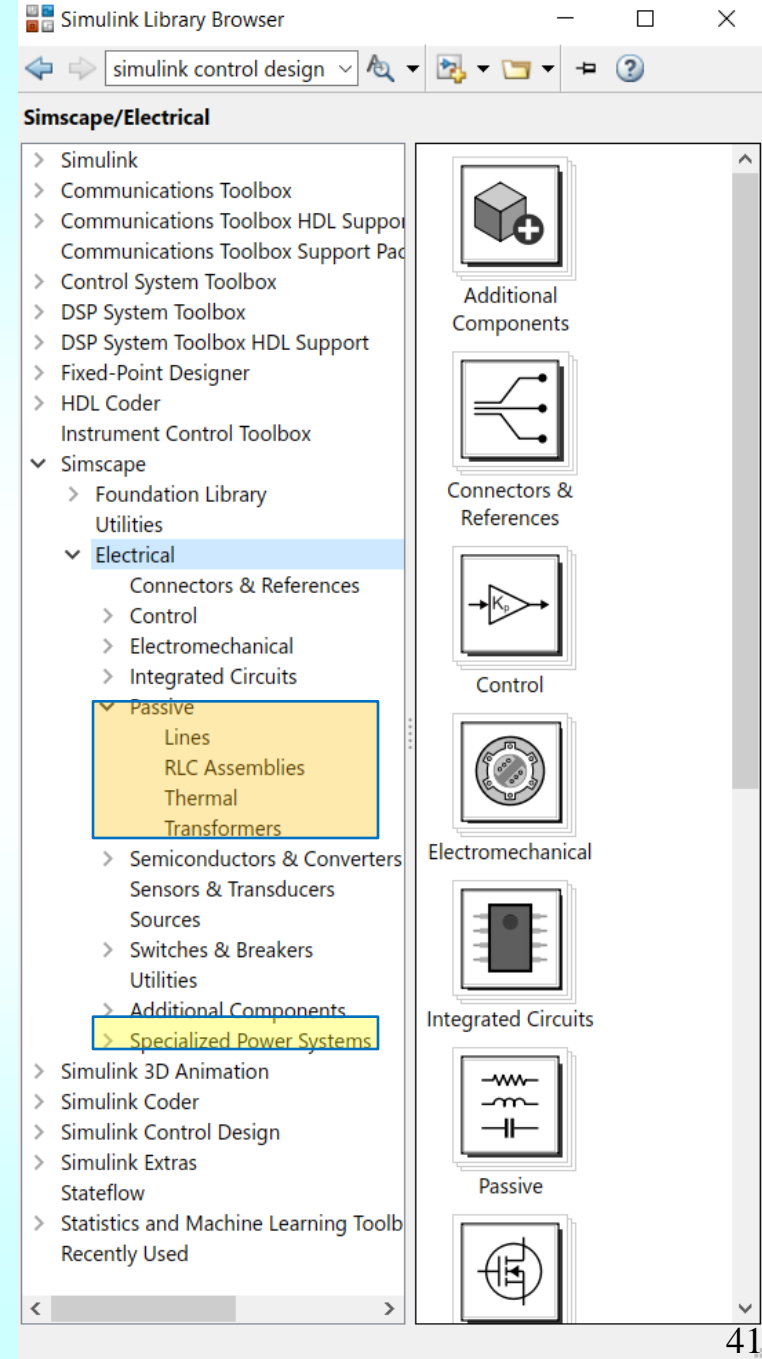 Simulink Library Browser
simulink control design
Simscape/Electrical
Simulink
Communications Toolbox
Communications Toolbox HDL Suppor
Communications Toolbox Support Pac
Control System Toolbox
DSP System Toolbox
DSP System Toolbox HDL Support
Fixed-Point Designer
HDL Coder
Instrument Control Toolbox
Simscape
Foundation Library
Utilities
Electrical
Connectors & References
Control
Electromechanical
Integrated Circuits
Passive
Lines
RLC Assemblies
Thermal
Transformers
Semiconductors & Converters
Sensors & Transducers
Sources
Switches & Breakers
Utilities
Additional Components
Specialized Power Systems
Simulink 3D Animation
Simulink Coder
Simulink Control Design
Simulink Extras
Stateflow
Statistics and Machine Learning Toolb
Recently Used
Additional
Components
Connectors &
References
Kp
Control
Electromechanical
Integrated Circuits
Passive
41